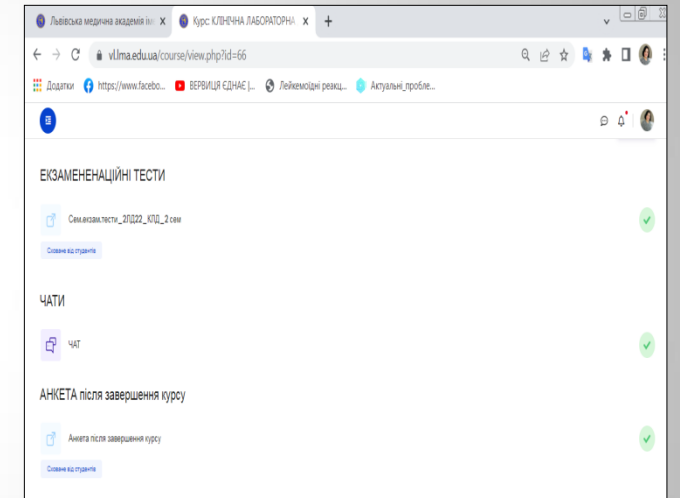 Львівська медична академія ім
Курс: КЛІНІЧНА ЛАБОРАТОРНА
vl.lma.edu.ua/course/view.php?id=66
Додатки https://www.facebo... ВЕРВИЦЯ ЄДНАЄ |... Лейкемоїдні реакц... Актуальні_пробле...
ЕКЗАМЕНЕНАЦІЙНІ ТЕСТИ
Сем.екзам.тести_2ЛД22_КЛД_2 сем
Сховане від студентів
ЧАТИ
ЧАТ
АНКЕТА після завершення курсу
Анкета після завершення курсу
Сховане від студентів